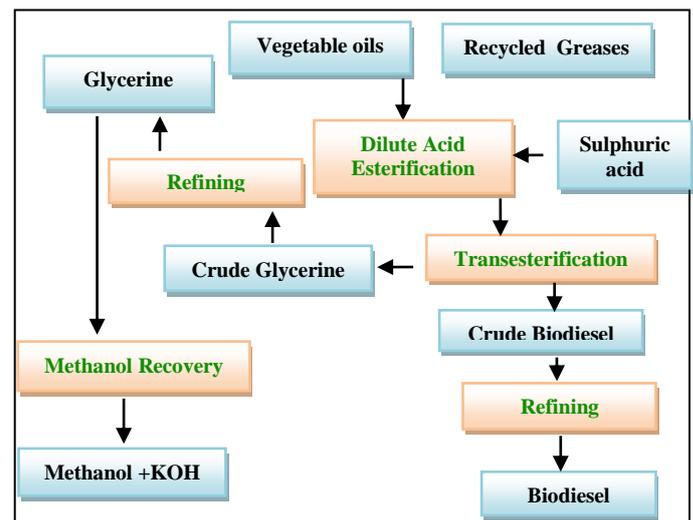 Vegetable oils
Recycled Greases
Glycerine
Dilute Acid
Esterification
Sulphuric
acid
Refining
Transesterification
Crude Glycerine
Crude Biodiesel
Methanol Recovery
Refining
Methanol +KOH
Biodiesel